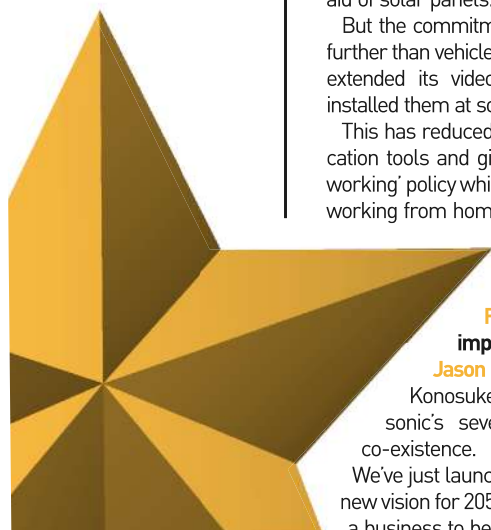 aid of solar panels.
But the commitm
further than vehicle
extended its vide
installed them at sc
This has reduced
cation tools and gi
working’ policy whi
working from hom
F
imp
Jason
Konosuke
sonic’s seve
co-existence.
We’ve just launc
new vision for 205
a business to be